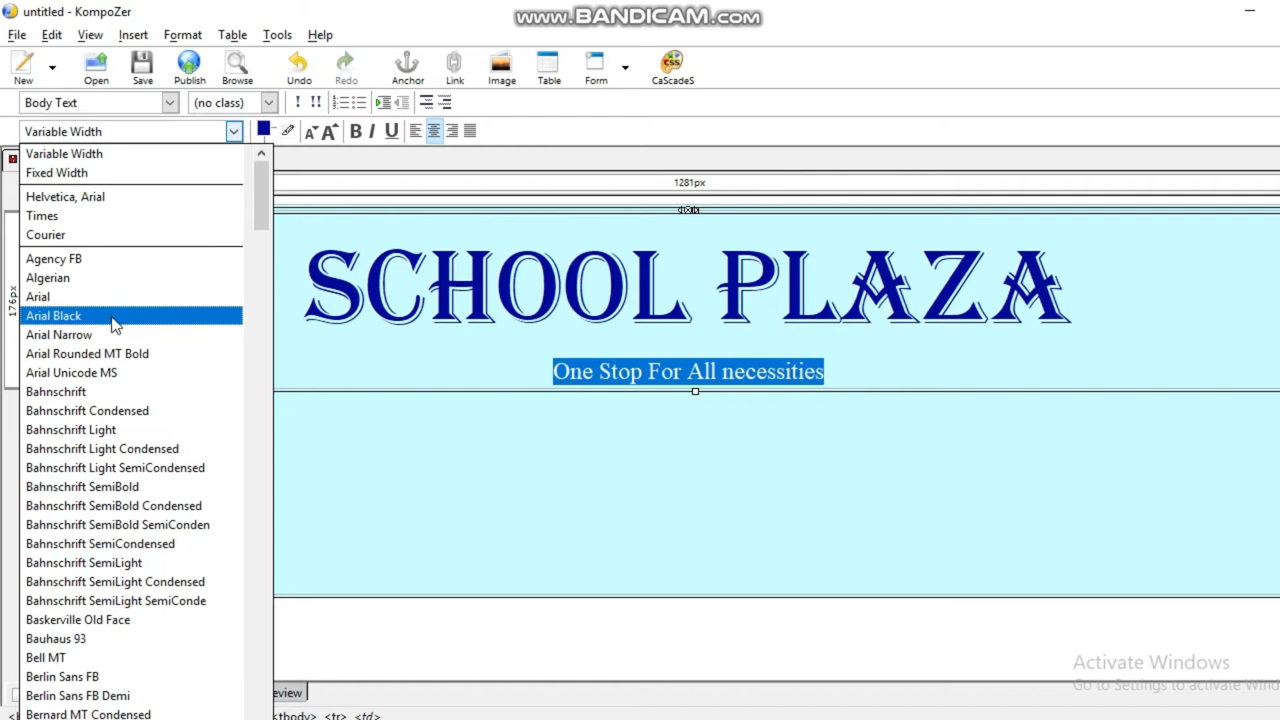 untitled - KompoZer
www.BANDICAM.com
File Edit View Insert Format Table Tools Help
New Open Save Publish Browse Undo Redo Anchor Link Image Table Form CaScadeS
Body Text (no class) ! !!
Variable Width B I U
Variable Width
Fixed Width
1281px
Helvetica, Arial
Times
Courier
Agency FB
Algerian
Arial
Arial Black
Arial Narrow
Arial Rounded MT Bold
Arial Unicode MS
Bahnschrift
Bahnschrift Condensed
Bahnschrift Light
Bahnschrift Light Condensed
Bahnschrift Light SemiCondensed
Bahnschrift SemiBold
Bahnschrift SemiBold Condensed
Bahnschrift SemiBold SemiConden
Bahnschrift SemiCondensed
Bahnschrift SemiLight
Bahnschrift SemiLight Condensed
Bahnschrift SemiLight SemiConde
Baskerville Old Face
Bauhaus 93
Bell MT
Berlin Sans FB
Berlin Sans FB Demi
Bernard MT Condensed
176px
SCHOOL PLAZA
One Stop For All necessities
Activate Windows
Go to Settings to activate Wind
eview
<tbody> <tr> <td>